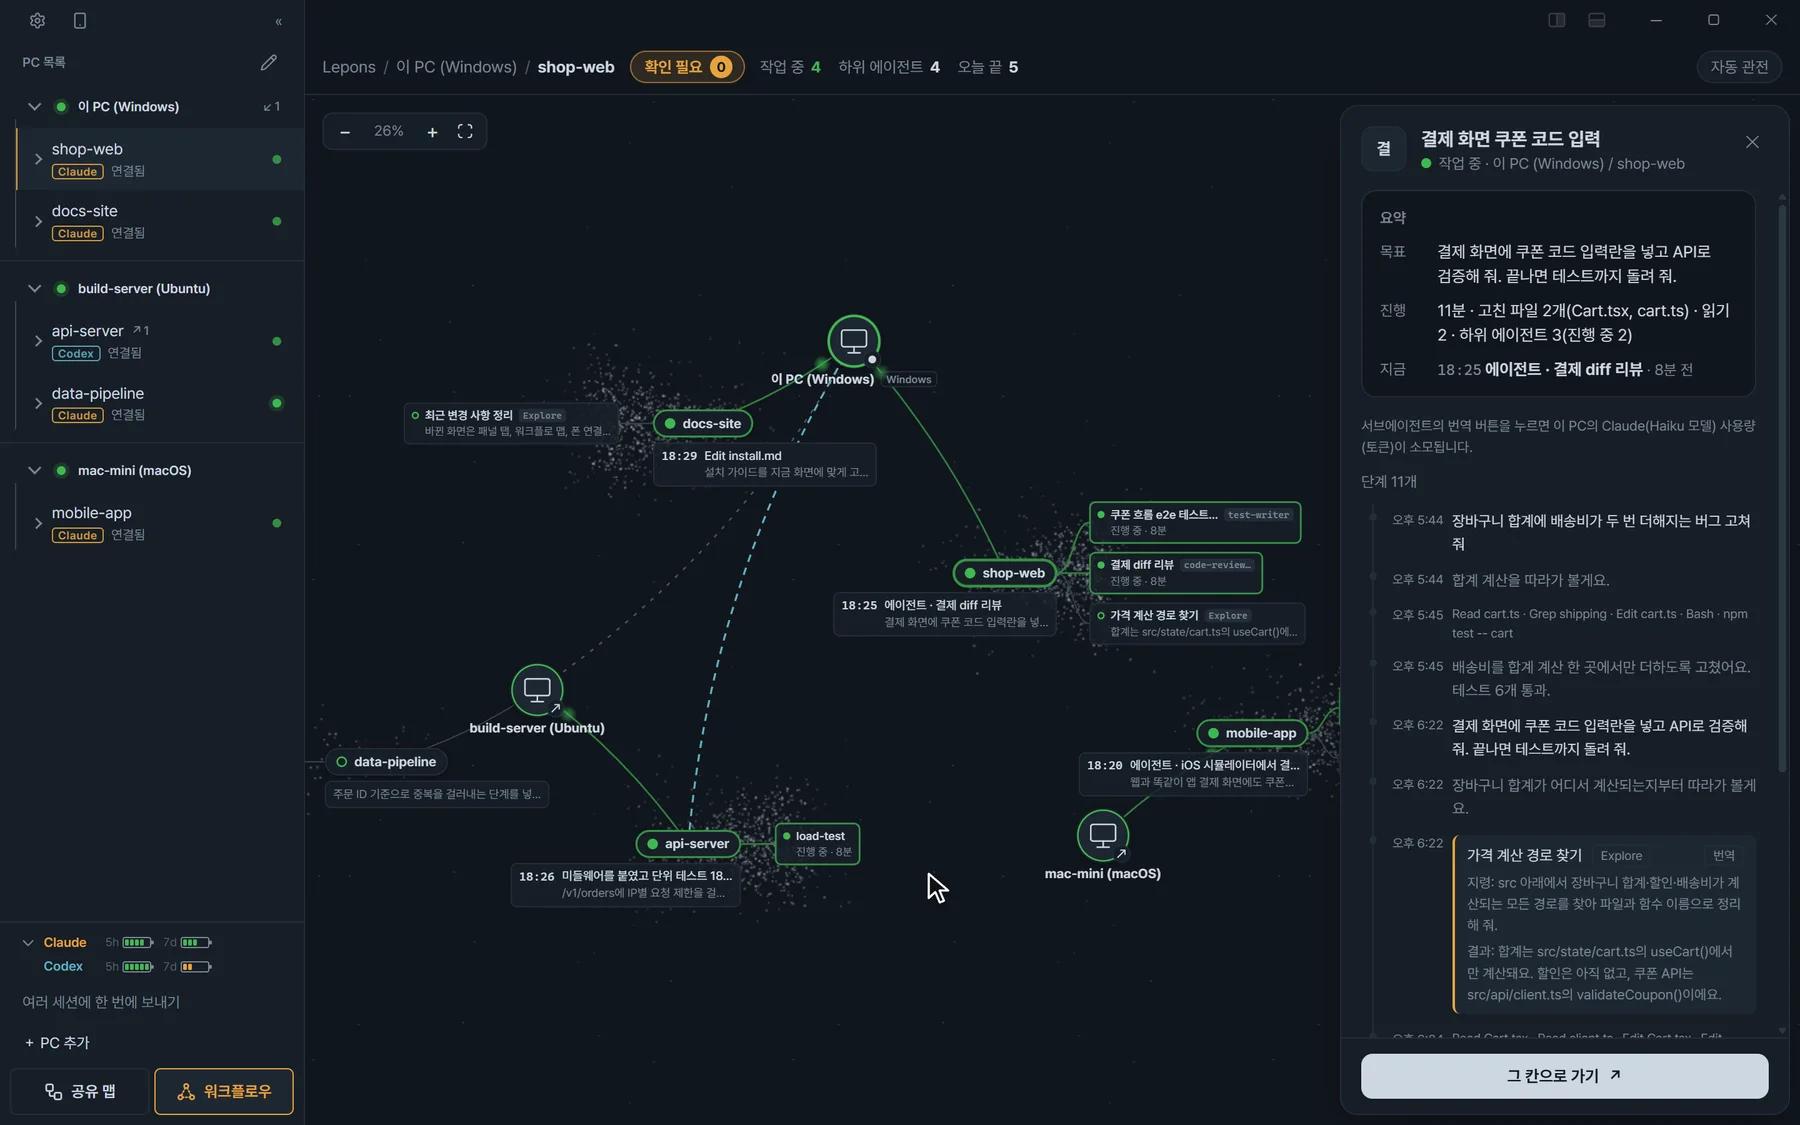 «
PC 목록
이 PC (Windows)
↙1
shop-web
Claude 연결됨
docs-site
Claude 연결됨
build-server (Ubuntu)
api-server ↗1
Codex 연결됨
data-pipeline
Claude 연결됨
mac-mini (macOS)
mobile-app
Claude 연결됨
Claude 5h 7d
Codex 5h 7d
여러 세션에 한 번에 보내기
+ PC 추가
공유 맵
워크플로우
Lepons / 이 PC (Windows) / shop-web
확인 필요 0
작업 중 4
하위 에이전트 4
오늘 끝 5
자동 관전
− 26% +
이 PC (Windows) Windows
최근 변경 사항 정리 Explore
바뀐 화면은 패널 탭, 워크플로 맵, 폰 연결...
docs-site
18:29 Edit install.md
설치 가이드를 지금 화면에 맞게 고...
쿠폰 흐름 e2e 테스트... test-writer
진행 중 · 8분
shop-web
결제 diff 리뷰 code-review…
진행 중 · 8분
18:25 에이전트 · 결제 diff 리뷰
결제 화면에 쿠폰 코드 입력란을 넣...
가격 계산 경로 찾기 Explore
합계는 src/state/cart.ts의 useCart()에...
build-server (Ubuntu)
data-pipeline
주문 ID 기준으로 중복을 걸러내는 단계를 넣...
mobile-app
18:20 에이전트 · iOS 시뮬레이터에서 결...
웹과 똑같이 앱 결제 화면에도 쿠폰...
api-server
load-test
진행 중 · 8분
18:26 미들웨어를 붙였고 단위 테스트 18...
/v1/orders에 IP별 요청 제한을 걸...
mac-mini (macOS)
결
결제 화면 쿠폰 코드 입력
작업 중 · 이 PC (Windows) / shop-web
요약
목표 결제 화면에 쿠폰 코드 입력란을 넣고 API로
검증해 줘. 끝나면 테스트까지 돌려 줘.
진행 11분 · 고친 파일 2개(Cart.tsx, cart.ts) · 읽기
2 · 하위 에이전트 3(진행 중 2)
지금 18:25 에이전트 · 결제 diff 리뷰 · 8분 전
서브에이전트의 번역 버튼을 누르면 이 PC의 Claude(Haiku 모델) 사용량
(토큰)이 소모됩니다.
단계 11개
오후 5:44 장바구니 합계에 배송비가 두 번 더해지는 버그 고쳐
줘
오후 5:44 합계 계산을 따라가 볼게요.
오후 5:45 Read cart.ts · Grep shipping · Edit cart.ts · Bash · npm
test -- cart
오후 5:45 배송비를 합계 계산 한 곳에서만 더하도록 고쳤어요.
테스트 6개 통과.
오후 6:22 결제 화면에 쿠폰 코드 입력란을 넣고 API로 검증해
줘. 끝나면 테스트까지 돌려 줘.
오후 6:22 장바구니 합계가 어디서 계산되는지부터 따라가 볼게
요.
오후 6:22 가격 계산 경로 찾기 Explore 번역
지령: src 아래에서 장바구니 합계·할인·배송비가 계
산되는 모든 경로를 찾아 파일과 함수 이름으로 정리
해 줘.
결과: 합계는 src/state/cart.ts의 useCart()에서
만 계산돼요. 할인은 아직 없고, 쿠폰 API는
src/api/client.ts의 validateCoupon()이에요.
그 칸으로 가기 ↗